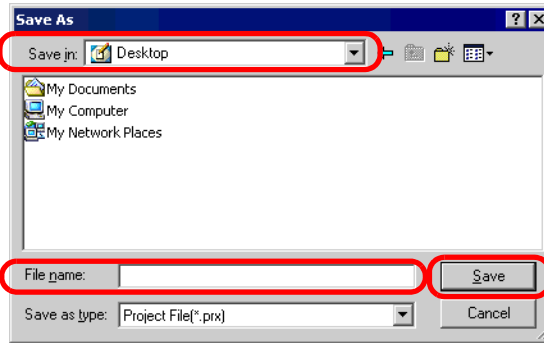 Save As
Save in: Desktop
My Documents
My Computer
My Network Places
File name:
Save
Save as type: Project File(*.prx)
Cancel